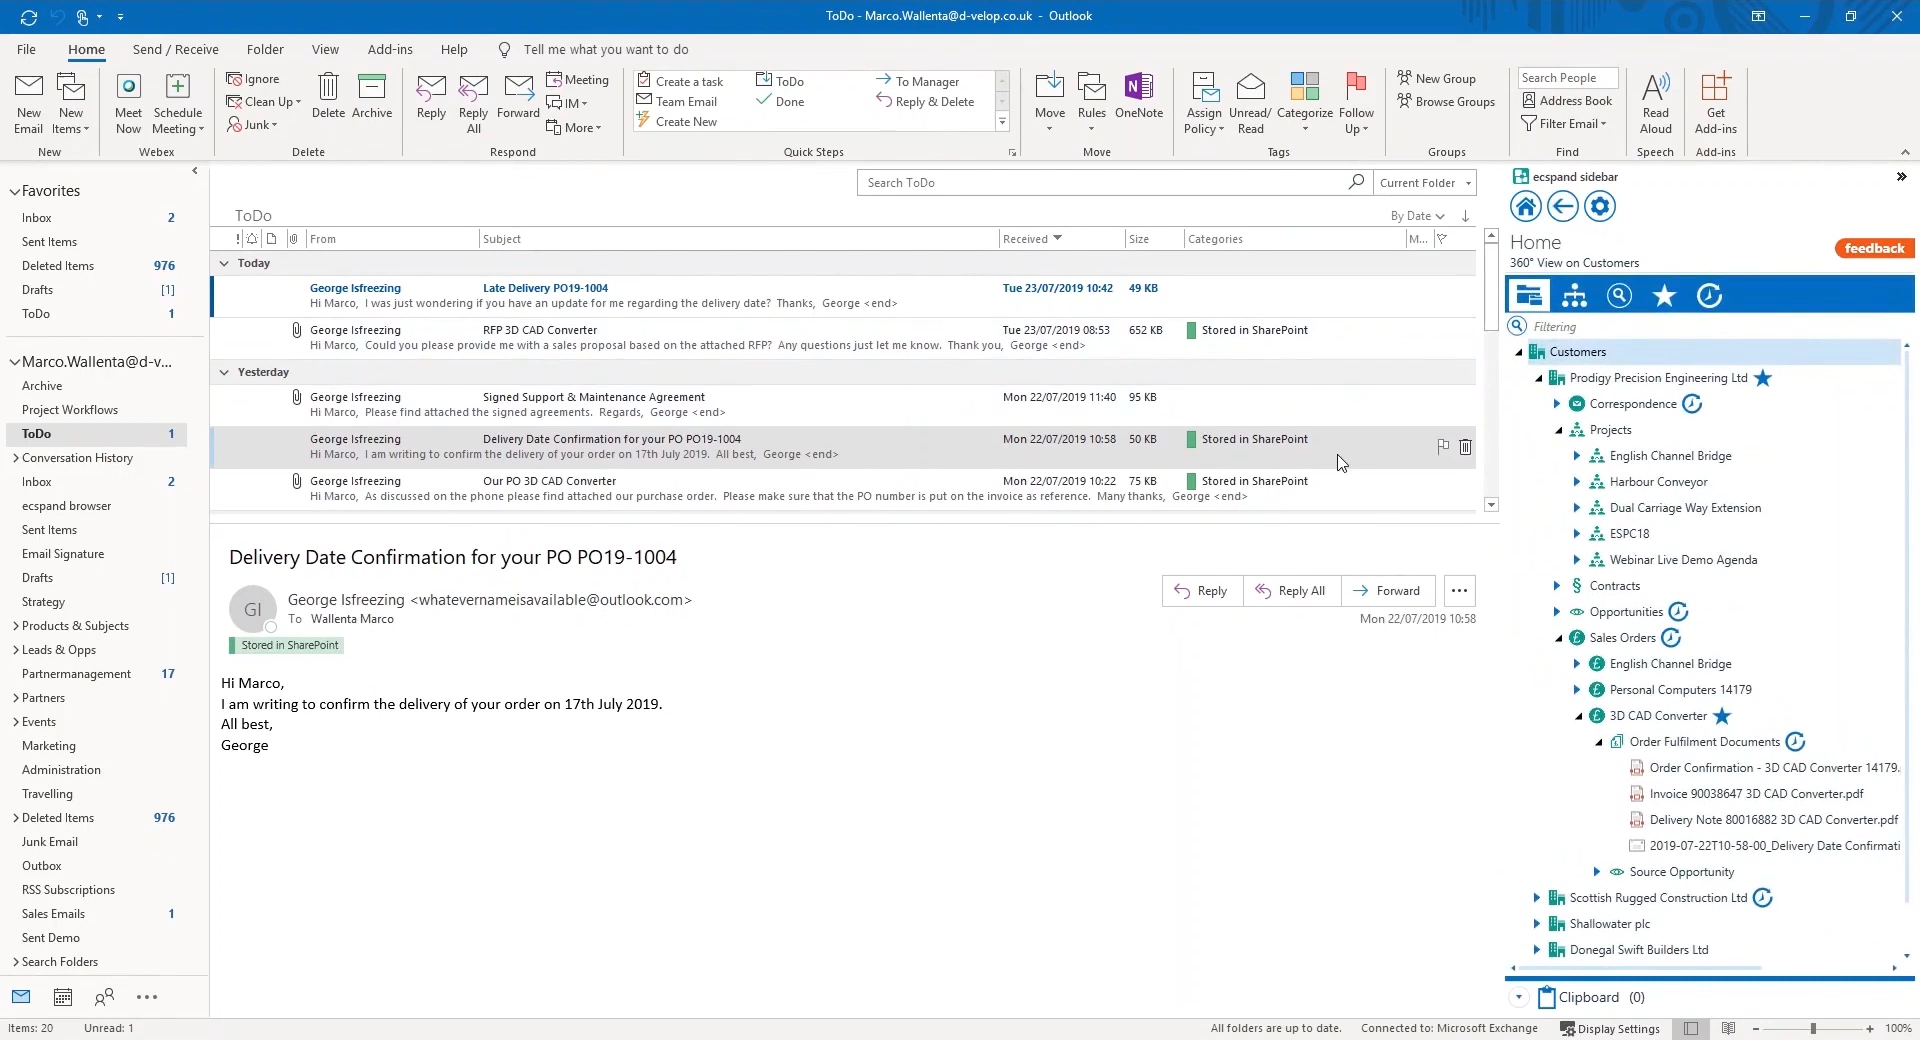 ToDo - Marco.Wallenta@d-velop.co.uk - Outlook
File Home Send / Receive Folder View Add-ins Help Tell me what you want to do
New Email
New Items
New
Meet Now
Schedule Meeting
Webex
Ignore
Clean Up
Junk
Delete
Archive
Delete
Reply
Reply All
Forward
Meeting
IM
More
Respond
Create a task
Team Email
Create New
ToDo
Done
To Manager
Reply & Delete
Quick Steps
Move
Rules
OneNote
Move
Assign Policy
Unread/ Read
Categorize
Follow Up
Tags
New Group
Browse Groups
Groups
Search People
Address Book
Filter Email
Find
Read Aloud
Speech
Get Add-ins
Add-ins
Favorites
Inbox 2
Sent Items
Deleted Items 976
Drafts [1]
ToDo 1
Marco.Wallenta@d-v...
Archive
Project Workflows
ToDo 1
Conversation History
Inbox 2
ecspand browser
Sent Items
Email Signature
Drafts [1]
Strategy
Products & Subjects
Leads & Opps
Partnermanagement 17
Partners
Events
Marketing
Administration
Travelling
Deleted Items 976
Junk Email
Outbox
RSS Subscriptions
Sales Emails 1
Sent Demo
Search Folders
Search ToDo Current Folder
ToDo By Date
! From Subject Received Size Categories M...
Today
George Isfreezing Late Delivery PO19-1004 Tue 23/07/2019 10:42 49 KB
Hi Marco, I was just wondering if you have an update for me regarding the delivery date? Thanks, George <end>
George Isfreezing RFP 3D CAD Converter Tue 23/07/2019 08:53 652 KB Stored in SharePoint
Hi Marco, Could you please provide me with a sales proposal based on the attached RFP? Any questions just let me know. Thank you, George <end>
Yesterday
George Isfreezing Signed Support & Maintenance Agreement Mon 22/07/2019 11:40 95 KB
Hi Marco, Please find attached the signed agreements. Regards, George <end>
George Isfreezing Delivery Date Confirmation for your PO PO19-1004 Mon 22/07/2019 10:58 50 KB Stored in SharePoint
Hi Marco, I am writing to confirm the delivery of your order on 17th July 2019. All best, George <end>
George Isfreezing Our PO 3D CAD Converter Mon 22/07/2019 10:22 75 KB Stored in SharePoint
Hi Marco, As discussed on the phone please find attached our purchase order. Please make sure that the PO number is put on the invoice as reference. Many thanks, George <end>
Delivery Date Confirmation for your PO PO19-1004
GI
George Isfreezing <whatevernameisavailable@outlook.com>
To Wallenta Marco
Reply Reply All Forward ...
Mon 22/07/2019 10:58
Stored in SharePoint
Hi Marco,
I am writing to confirm the delivery of your order on 17th July 2019.
All best,
George
ecspand sidebar
Home
feedback
360° View on Customers
Filtering
Customers
Prodigy Precision Engineering Ltd
Correspondence
Projects
English Channel Bridge
Harbour Conveyor
Dual Carriage Way Extension
ESPC18
Webinar Live Demo Agenda
§ Contracts
Opportunities
£ Sales Orders
£ English Channel Bridge
£ Personal Computers 14179
£ 3D CAD Converter
Order Fulfilment Documents
Order Confirmation - 3D CAD Converter 14179.
Invoice 90038647 3D CAD Converter.pdf
Delivery Note 80016882 3D CAD Converter.pdf
2019-07-22T10-58-00_Delivery Date Confirmati
Source Opportunity
Scottish Rugged Construction Ltd
Shallowater plc
Donegal Swift Builders Ltd
Clipboard (0)
Items: 20 Unread: 1 All folders are up to date. Connected to: Microsoft Exchange Display Settings 100%